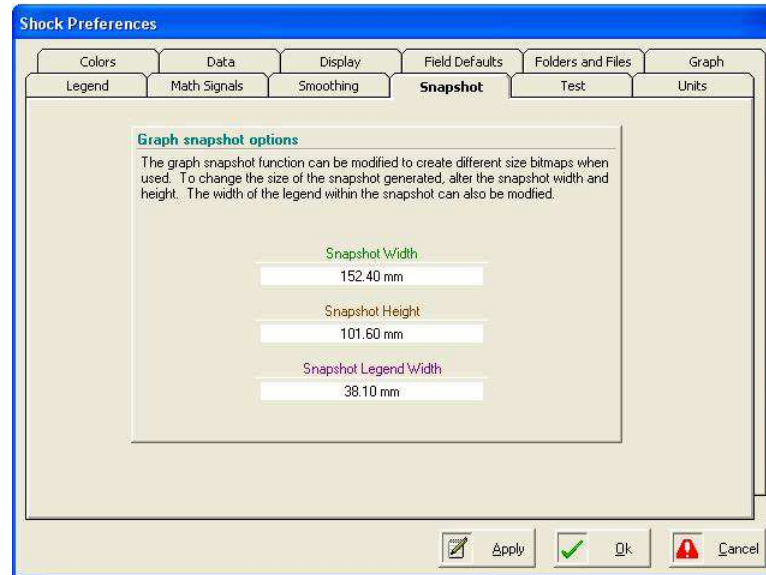 Shock Preferences
Colors Data Display Field Defaults Folders and Files Graph
Legend Math Signals Smoothing Snapshot Test Units
Graph snapshot options
The graph snapshot function can be modified to create different size bitmaps when
used. To change the size of the snapshot generated, alter the snapshot width and
height. The width of the legend within the snapshot can also be modfied.
Snapshot Width
152.40 mm
Snapshot Height
101.60 mm
Snapshot Legend Width
38.10 mm
Apply Ok Cancel